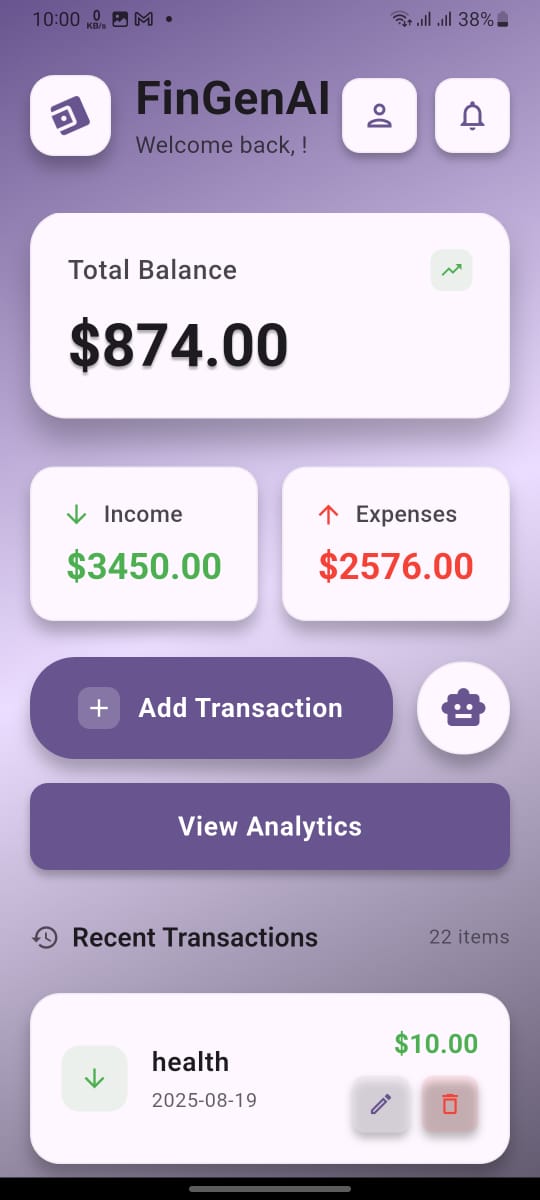 10:00 0 KB/s 38%
FinGenAI
Welcome back, !
Total Balance
$874.00
Income
$3450.00
Expenses
$2576.00
Add Transaction
View Analytics
Recent Transactions 22 items
$10.00
health
2025-08-19